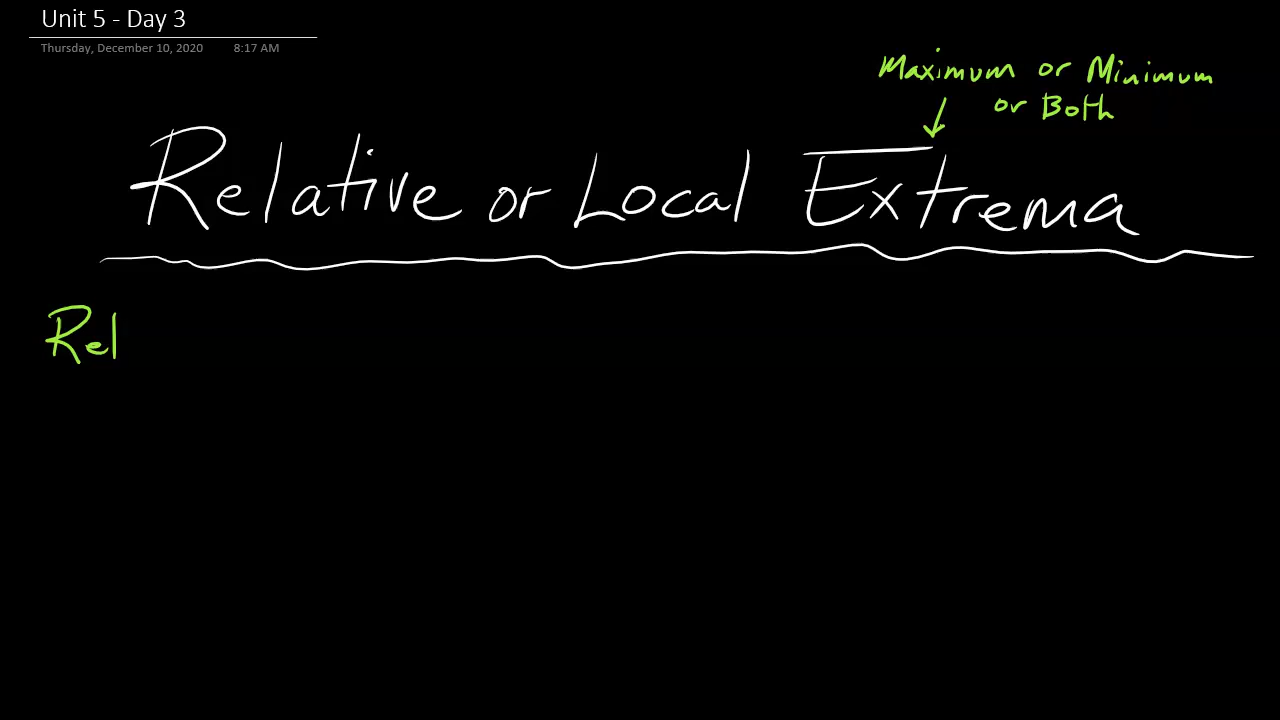 Unit 5 - Day 3
Thursday, December 10, 2020 8:17 AM
Maximum or Minimum
or Both
Relative or Local Extrema
Rel